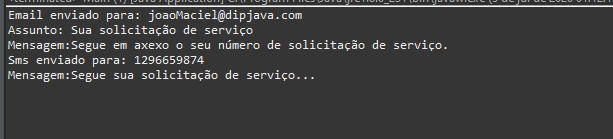 Email enviado para: joaoMaciel@dipjava.com
Assunto: Sua solicitação de serviço
Mensagem:Segue em axexo o seu número de solicitação de serviço.
Sms enviado para: 1296659874
Mensagem:Segue sua solicitação de serviço...